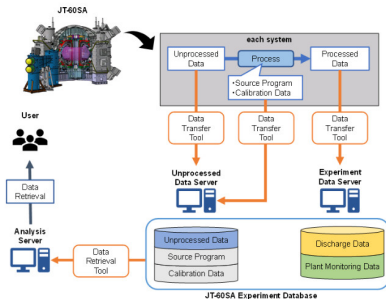 JT-60SA
each system
Unprocessed
Data
Process
Processed
Data
•Source Program
•Calibration Data
Data
Transfer
Tool
Data
Transfer
Tool
Data
Transfer
Tool
User
Unprocessed
Data Server
Experiment
Data Server
Data
Retrieval
Analysis
Server
Data
Retrieval
Tool
Unprocessed Data
Source Program
Calibration Data
Discharge Data
Plant Monitoring Data
JT-60SA Experiment Database